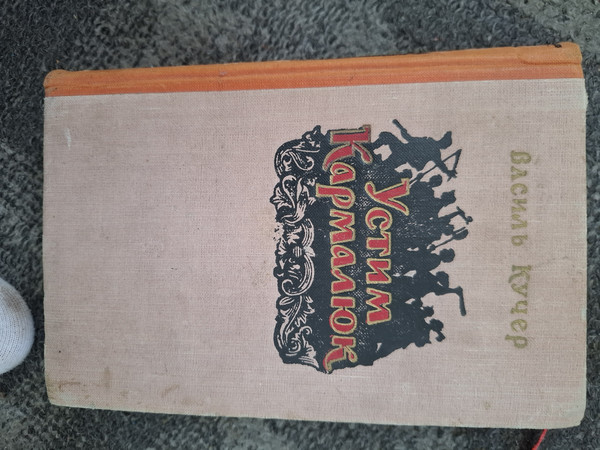 Василь Кучер
Устим
Кармалюк